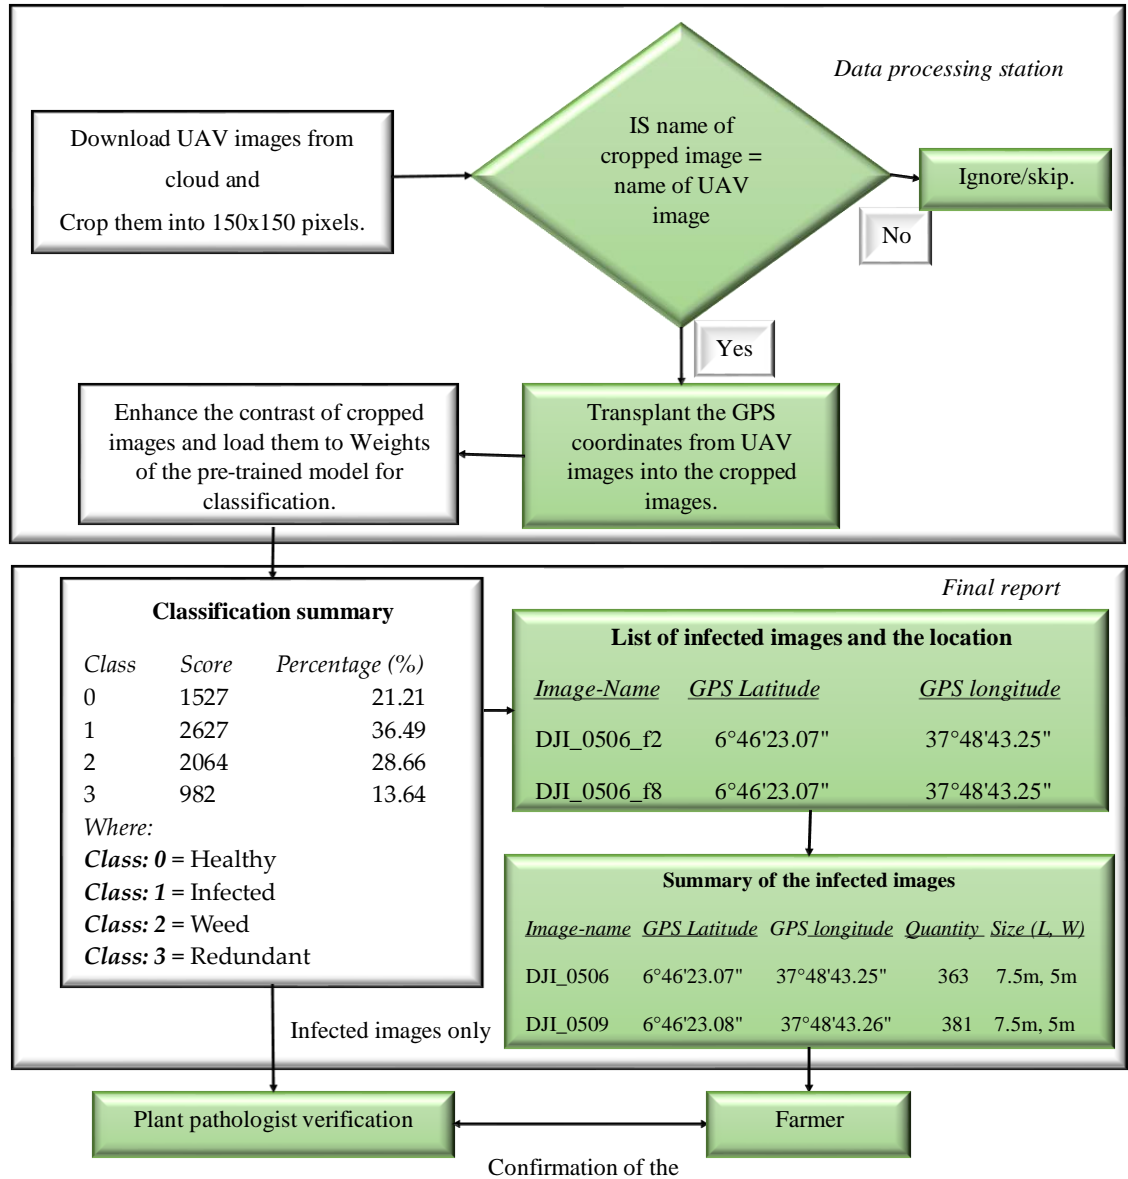 Data processing station
Download UAV images from
cloud and
Crop them into 150x150 pixels.
IS name of
cropped image =
name of UAV
image
Ignore/skip.
No
Yes
Enhance the contrast of cropped
images and load them to Weights
of the pre-trained model for
classification.
Transplant the GPS
coordinates from UAV
images into the cropped
images.
Final report
Classification summary
Class Score Percentage (%)
0 1527 21.21
1 2627 36.49
2 2064 28.66
3 982 13.64
Where:
Class: 0 = Healthy
Class: 1 = Infected
Class: 2 = Weed
Class: 3 = Redundant
List of infected images and the location
Image-Name GPS Latitude GPS longitude
DJI_0506_f2 6°46'23.07" 37°48'43.25"
DJI_0506_f8 6°46'23.07" 37°48'43.25"
Summary of the infected images
Image-name GPS Latitude GPS longitude Quantity Size (L, W)
DJI_0506 6°46'23.07" 37°48'43.25" 363 7.5m, 5m
DJI_0509 6°46'23.08" 37°48'43.26" 381 7.5m, 5m
Infected images only
Plant pathologist verification
Farmer
Confirmation of the